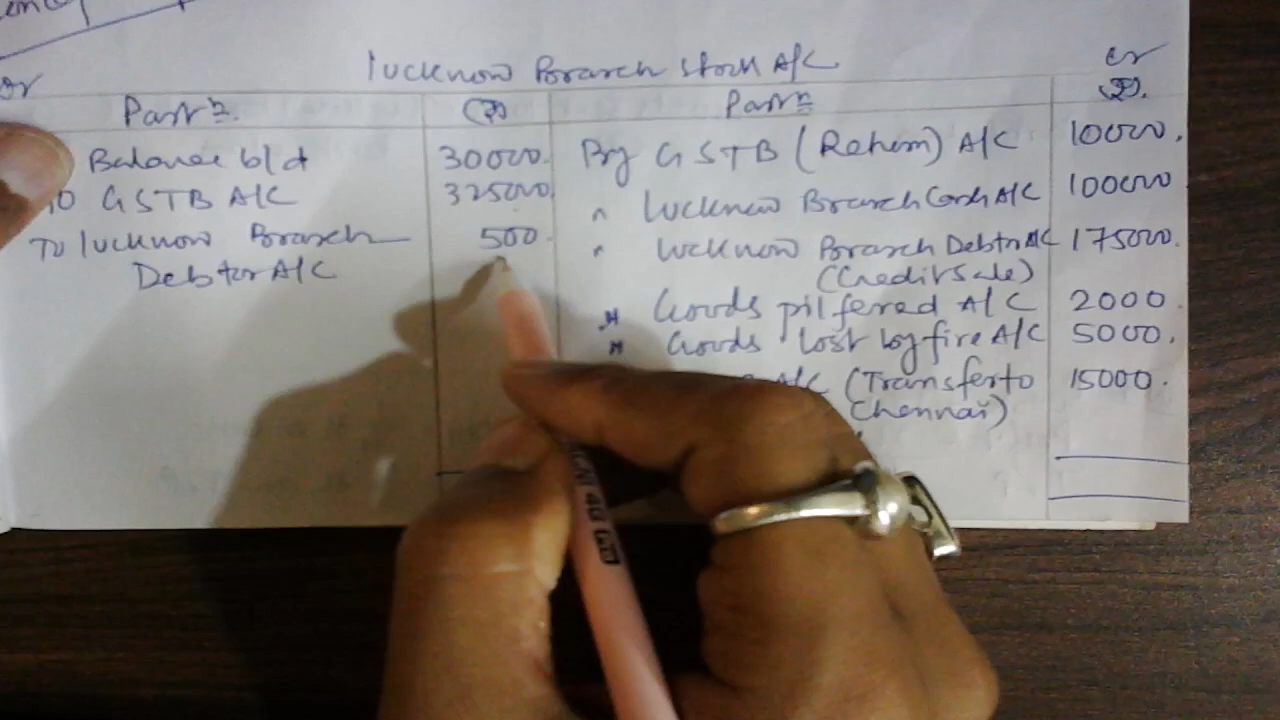 Lucknow Branch Stock A/C
Dr
Cr
Balance b/d 30000.
To GSTB A/C 325000
To Lucknow Branch 500.
Debtor A/C
By GSTB (Return) A/C 10000.
" Lucknow Branch Cash A/C 100000
" Lucknow Branch Debtor A/C 175000.
(Credit Sale)
" Goods pilfered A/C 2000.
" Goods lost by fire A/C 5000.
A/C (Transfer to 15000.
Chennai)